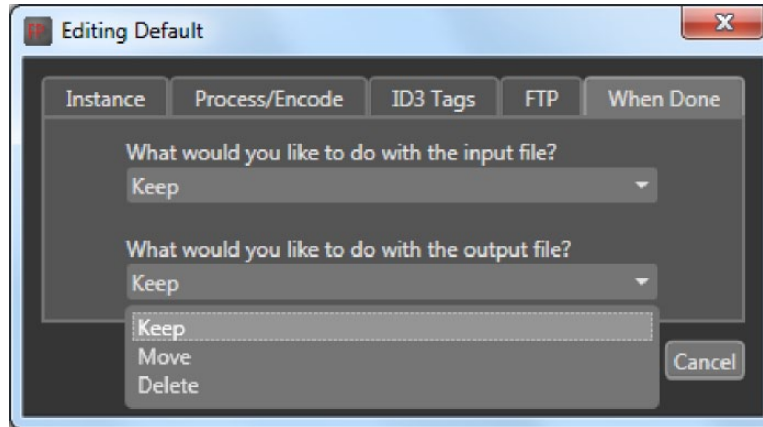 FP Editing Default
Instance Process/Encode ID3 Tags FTP When Done
What would you like to do with the input file?
Keep
What would you like to do with the output file?
Keep
Keep
Move
Delete
Cancel